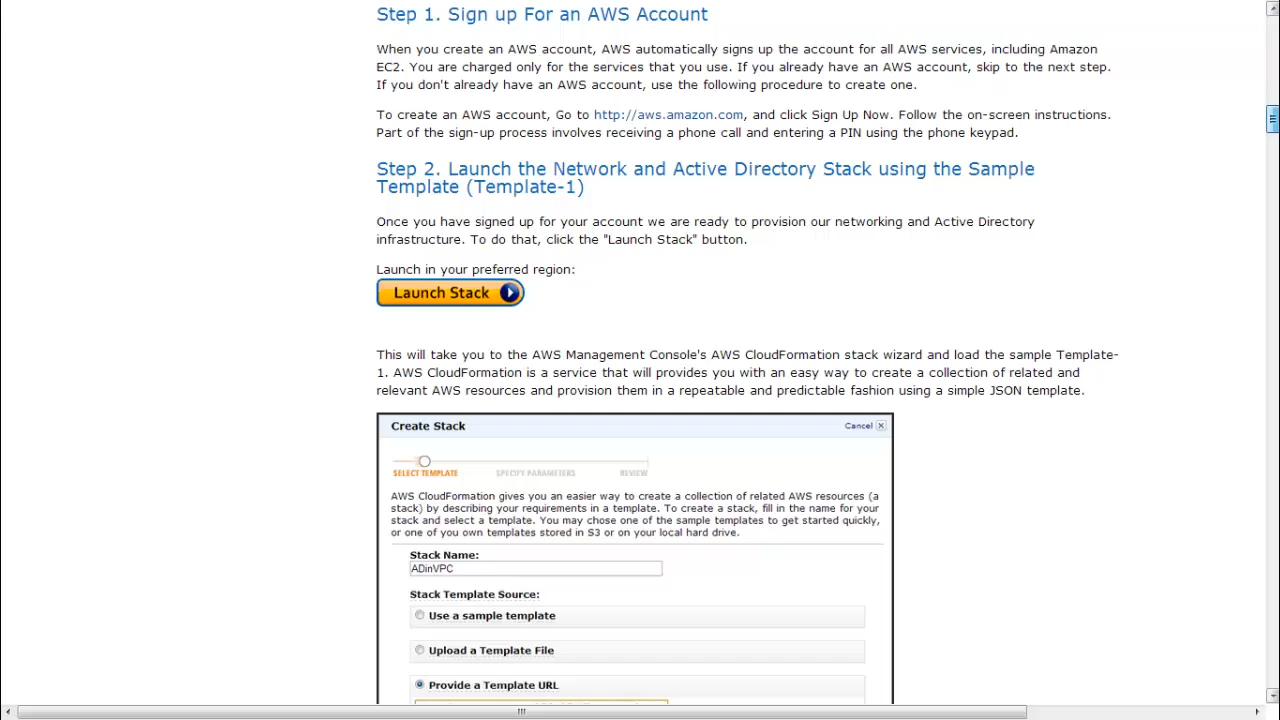 Step 1. Sign up For an AWS Account
When you create an AWS account, AWS automatically signs up the account for all AWS services, including Amazon
EC2. You are charged only for the services that you use. If you already have an AWS account, skip to the next step.
If you don't already have an AWS account, use the following procedure to create one.
To create an AWS account, Go to http://aws.amazon.com, and click Sign Up Now. Follow the on-screen instructions.
Part of the sign-up process involves receiving a phone call and entering a PIN using the phone keypad.
Step 2. Launch the Network and Active Directory Stack using the Sample
Template (Template-1)
Once you have signed up for your account we are ready to provision our networking and Active Directory
infrastructure. To do that, click the "Launch Stack" button.
Launch in your preferred region:
Launch Stack
This will take you to the AWS Management Console's AWS CloudFormation stack wizard and load the sample Template-
1. AWS CloudFormation is a service that will provides you with an easy way to create a collection of related and
relevant AWS resources and provision them in a repeatable and predictable fashion using a simple JSON template.
Create Stack
Cancel
SELECT TEMPLATE SPECIFY PARAMETERS REVIEW
AWS CloudFormation gives you an easier way to create a collection of related AWS resources (a
stack) by describing your requirements in a template. To create a stack, fill in the name for your
stack and select a template. You may chose one of the sample templates to get started quickly,
or one of you own templates stored in S3 or on your local hard drive.
Stack Name:
ADinVPC
Stack Template Source:
Use a sample template
Upload a Template File
Provide a Template URL